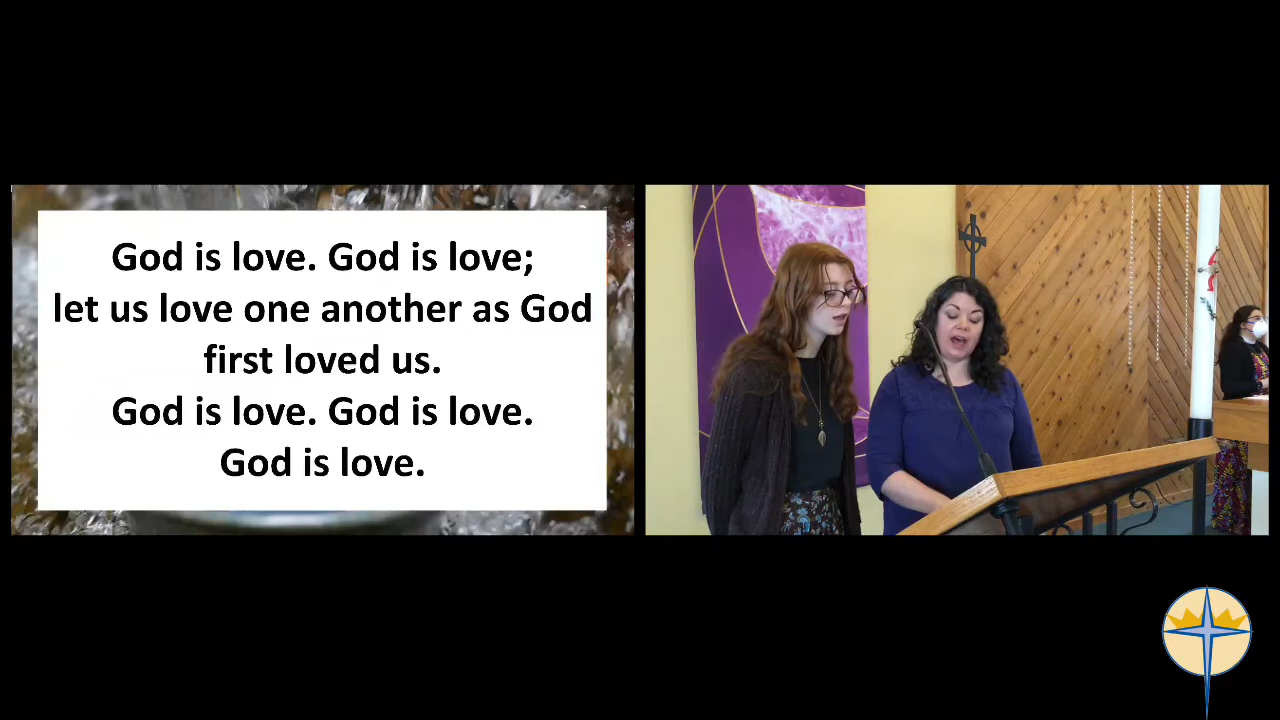 God is love. God is love;
let us love one another as God
first loved us.
God is love. God is love.
God is love.